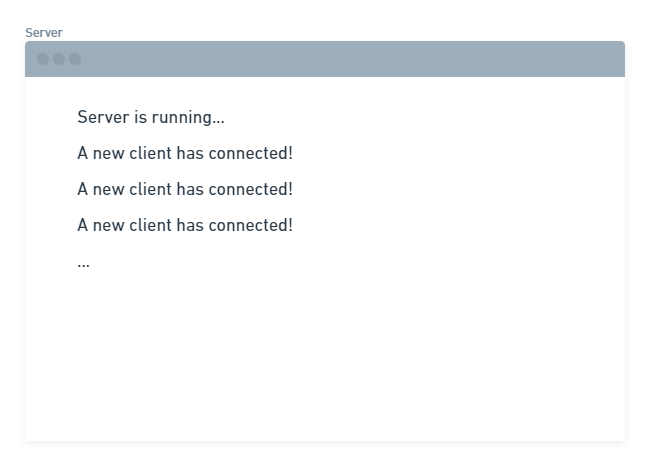 Server
Server is running...
A new client has connected!
A new client has connected!
A new client has connected!
...